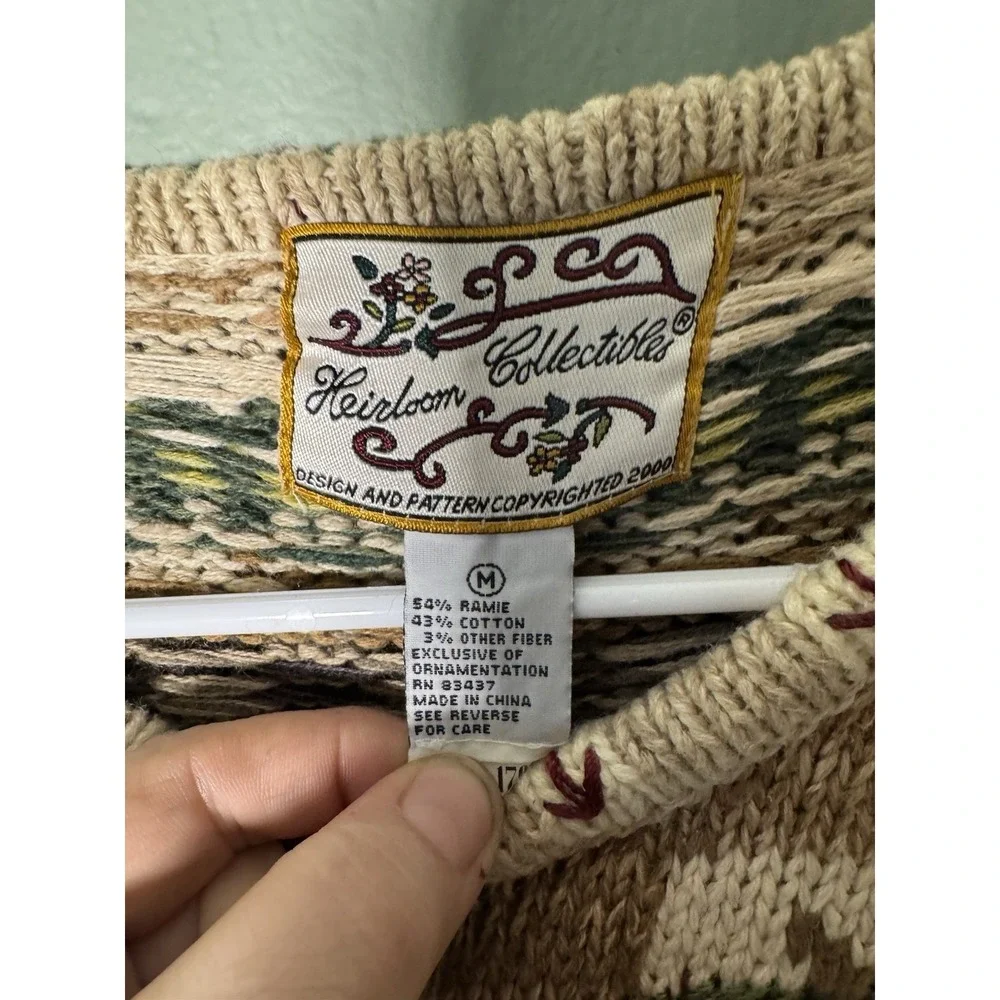 Heirloom Collectibles®
DESIGN AND PATTERN COPYRIGHTED 2000
M
54% RAMIE
43% COTTON
3% OTHER FIBER
EXCLUSIVE OF
ORNAMENTATION
RN 83437
MADE IN CHINA
SEE REVERSE
FOR CARE